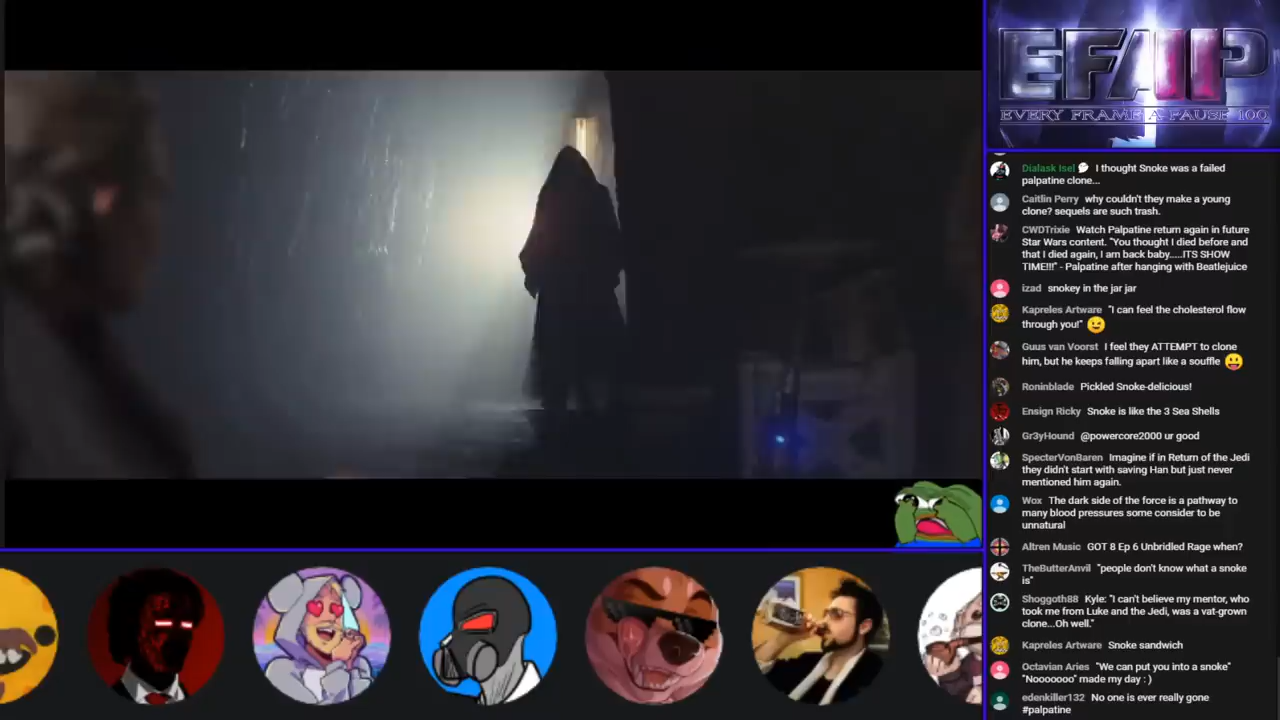 EFAP
EVERY FRAME A PAUSE 100
Dialask Isel I thought Snoke was a failed
palpatine clone...
Caitlin Perry why couldn't they make a young
clone? sequels are such trash.
CWDTrixie Watch Palpatine return again in future
Star Wars content. "You thought I died before and
that I died again, I am back baby.....ITS SHOW
TIME!!!" - Palpatine after hanging with Beatlejuice
izad snokey in the jar jar
Kapreles Artware "I can feel the cholesterol flow
through you!" 😉
Guus van Voorst I feel they ATTEMPT to clone
him, but he keeps falling apart like a souffle 😛
Roninblade Pickled Snoke-delicious!
Ensign Ricky Snoke is like the 3 Sea Shells
Gr3yHound @powercore2000 ur good
SpecterVonBaren Imagine if in Return of the Jedi
they didn't start with saving Han but just never
mentioned him again.
Wox The dark side of the force is a pathway to
many blood pressures some consider to be
unnatural
Altren Music GOT 8 Ep 6 Unbridled Rage when?
TheButterAnvil "people don't know what a snoke
is"
Shoggoth88 Kyle: "I can't believe my mentor, who
took me from Luke and the Jedi, was a vat-grown
clone...Oh well."
Kapreles Artware Snoke sandwich
Octavian Aries "We can put you into a snoke"
"Nooooooo" made my day : )
edenkiller132 No one is ever really gone
#palpatine